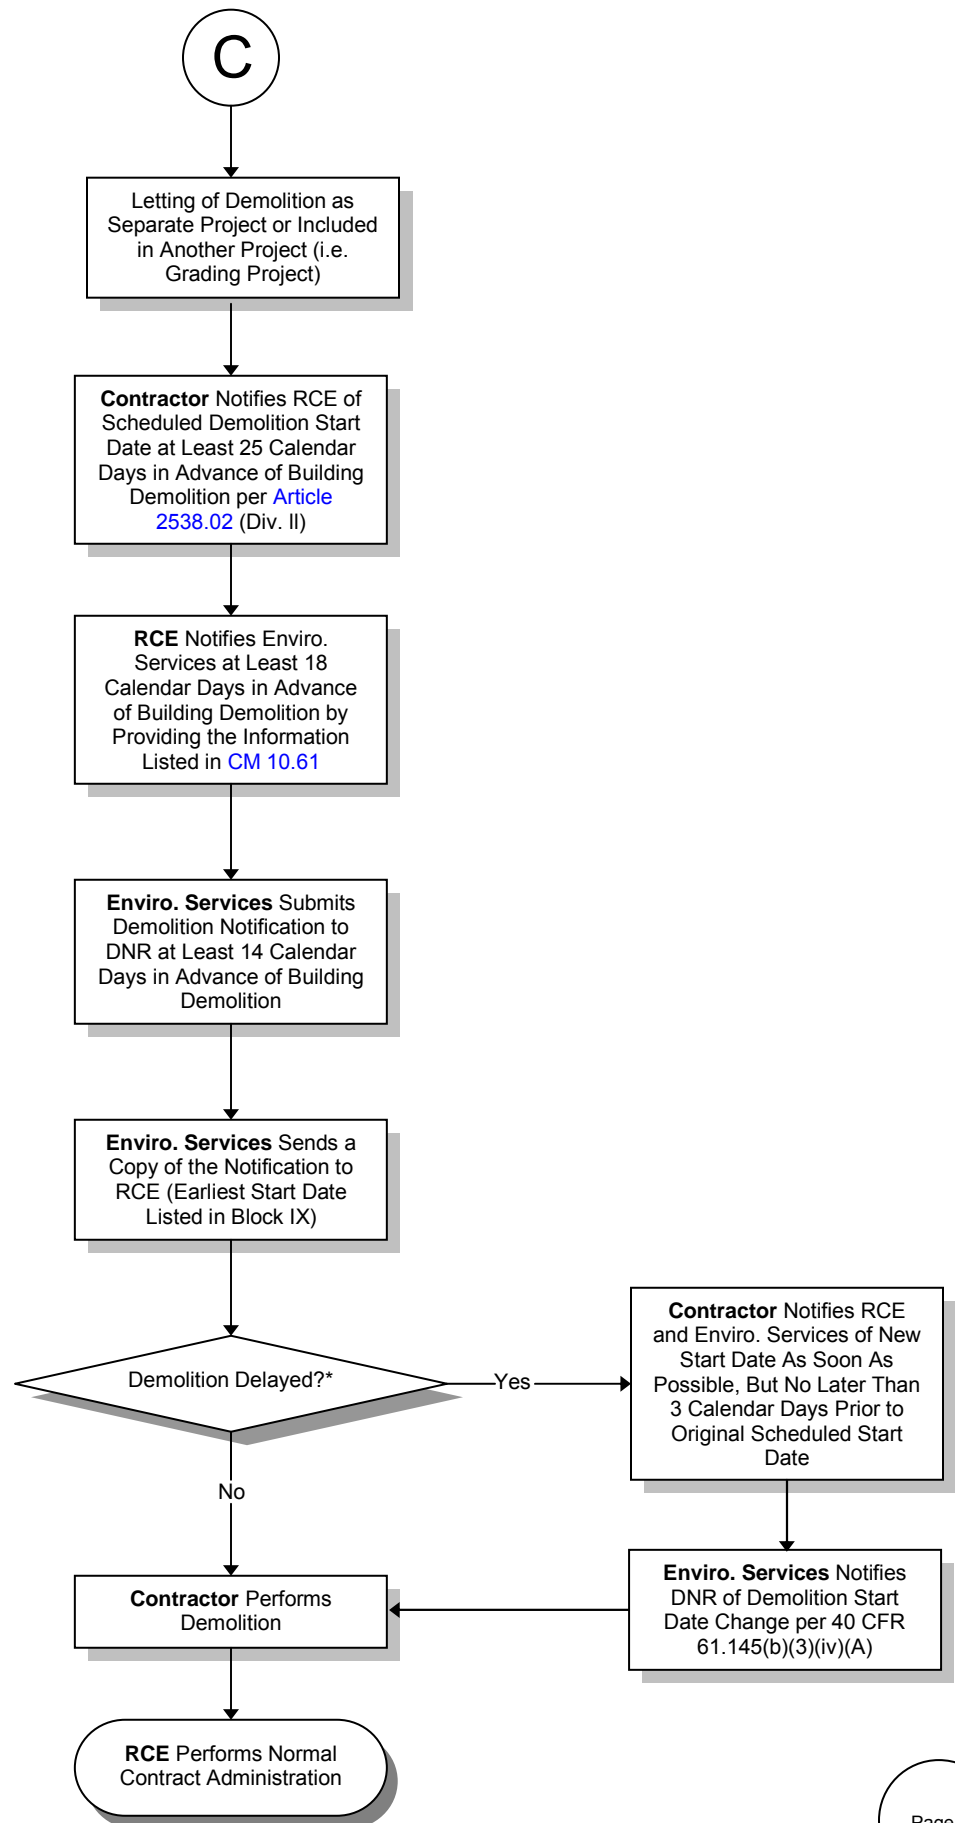 C
Letting of Demolition as
Separate Project or Included
in Another Project (i.e.
Grading Project)
Contractor Notifies RCE of
Scheduled Demolition Start
Date at Least 25 Calendar
Days in Advance of Building
Demolition per Article
2538.02 (Div. II)
RCE Notifies Enviro.
Services at Least 18
Calendar Days in Advance
of Building Demolition by
Providing the Information
Listed in CM 10.61
Enviro. Services Submits
Demolition Notification to
DNR at Least 14 Calendar
Days in Advance of Building
Demolition
Enviro. Services Sends a
Copy of the Notification to
RCE (Earliest Start Date
Listed in Block IX)
Demolition Delayed?*
Yes
Contractor Notifies RCE
and Enviro. Services of New
Start Date As Soon As
Possible, But No Later Than
3 Calendar Days Prior to
Original Scheduled Start
Date
No
Enviro. Services Notifies
DNR of Demolition Start
Date Change per 40 CFR
61.145(b)(3)(iv)(A)
Contractor Performs
Demolition
RCE Performs Normal
Contract Administration